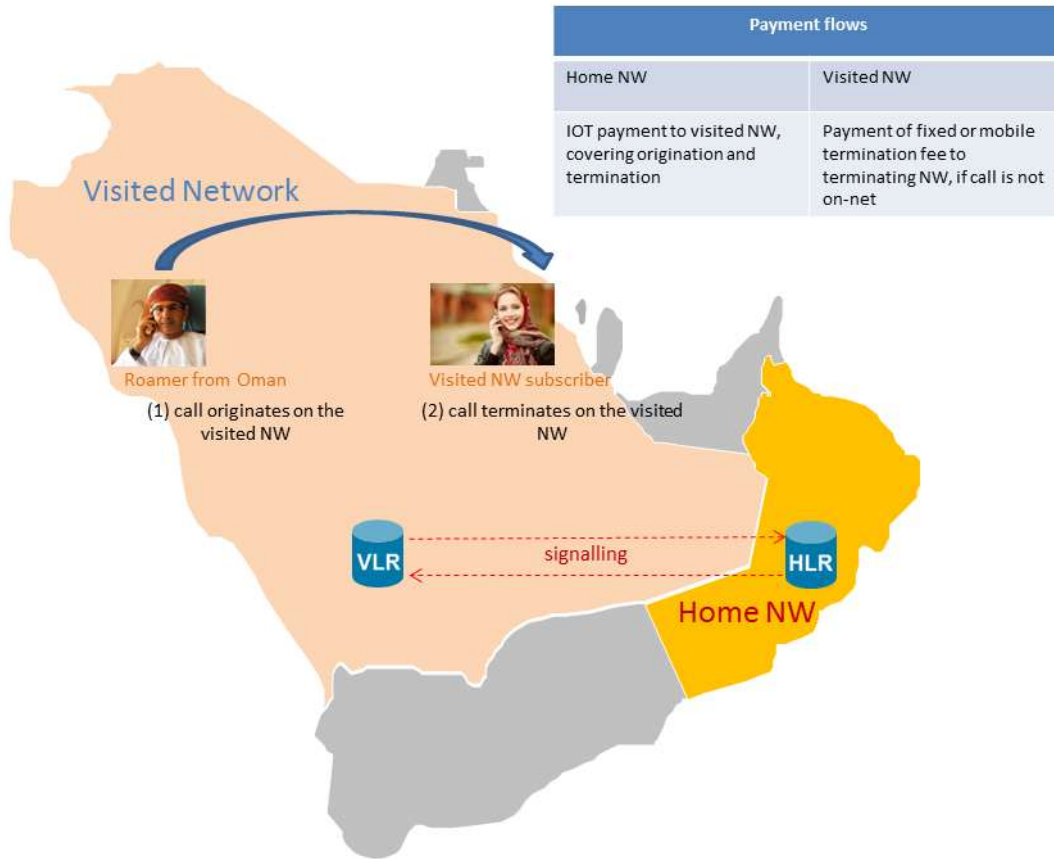 Payment flows
Home NW
Visited NW
IOT payment to visited NW,
covering origination and
termination
Payment of fixed or mobile
termination fee to
terminating NW, if call is not
on-net
Visited Network
Roamer from Oman
(1) call originates on the
visited NW
Visited NW subscriber
(2) call terminates on the visited
NW
VLR
signalling
HLR
Home NW